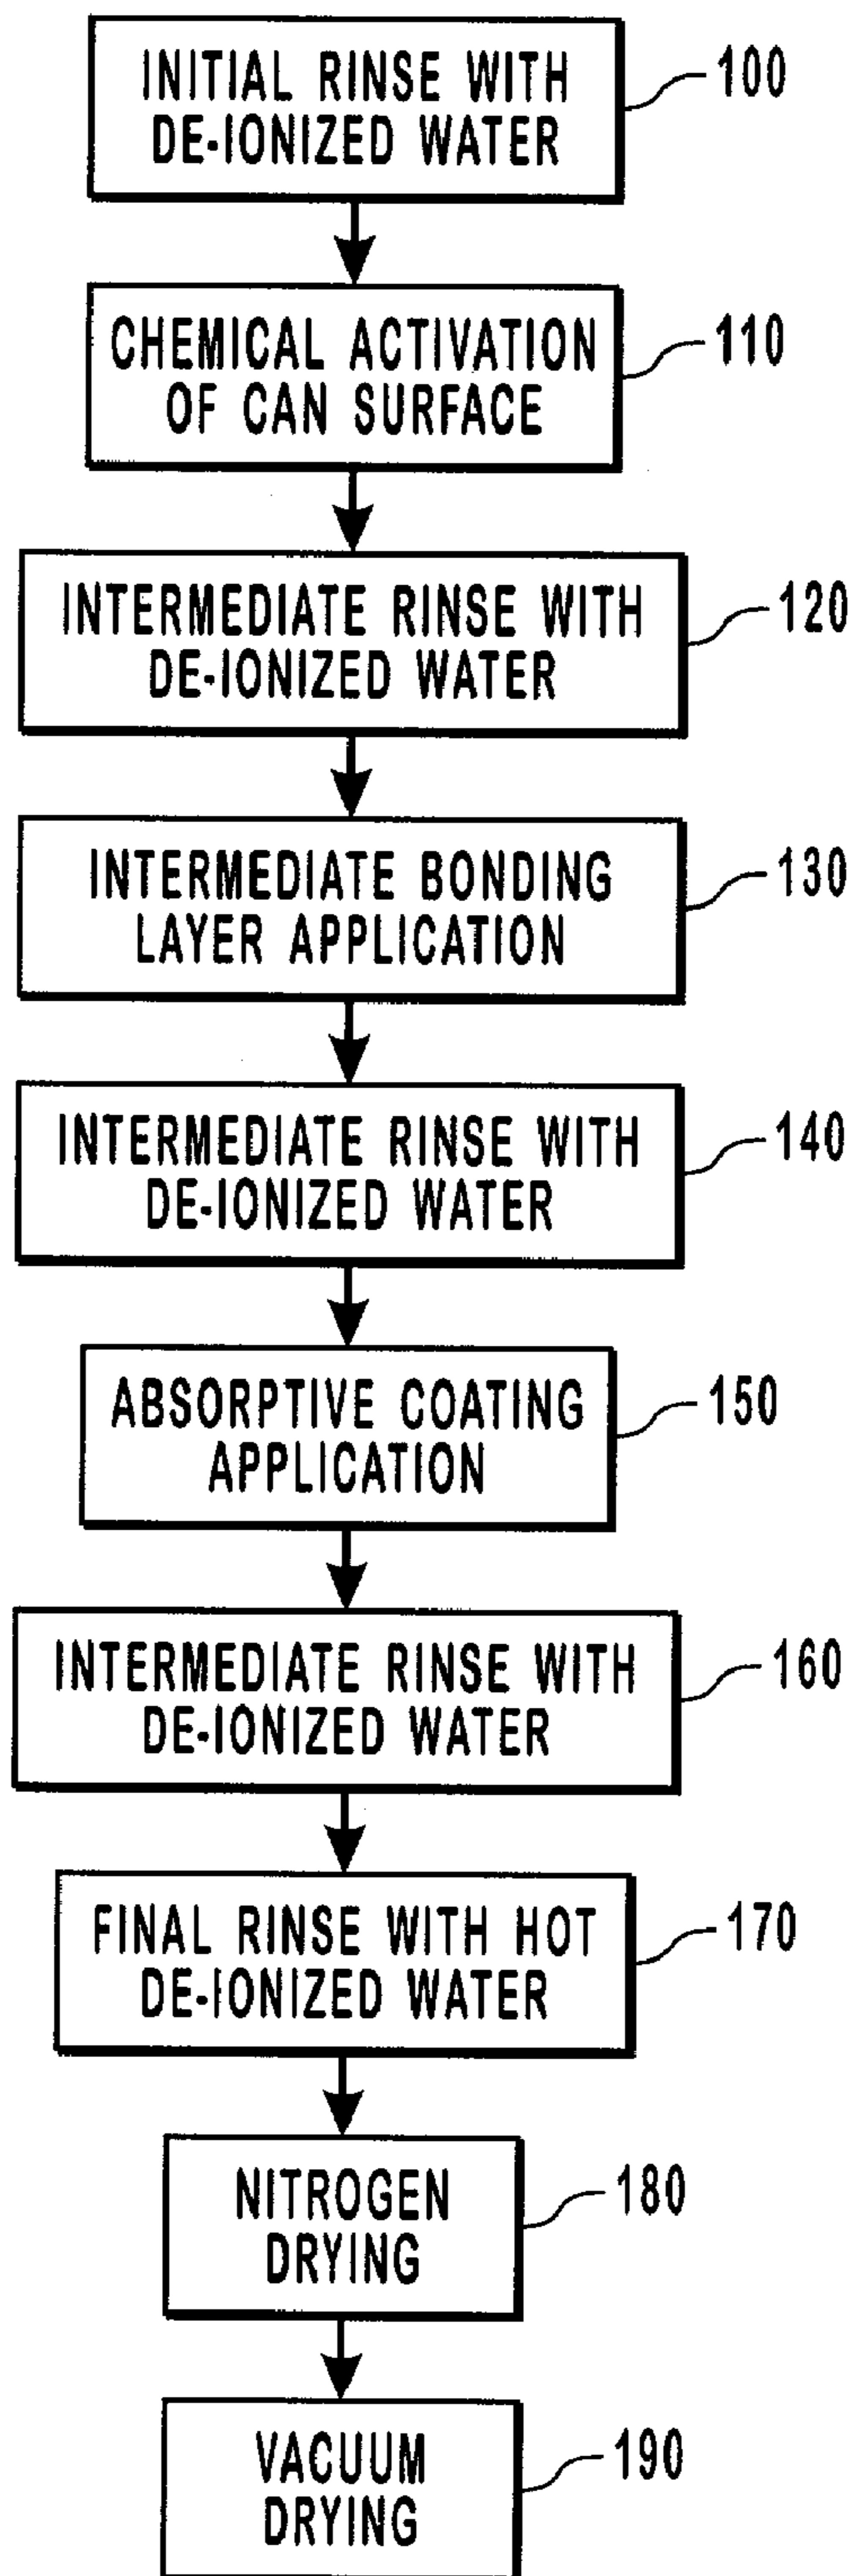 INITIAL RINSE WITH
DE-IONIZED WATER
100
CHEMICAL ACTIVATION
OF CAN SURFACE
110
INTERMEDIATE RINSE WITH
DE-IONIZED WATER
120
INTERMEDIATE BONDING
LAYER APPLICATION
130
INTERMEDIATE RINSE WITH
DE-IONIZED WATER
140
ABSORPTIVE COATING
APPLICATION
150
INTERMEDIATE RINSE WITH
DE-IONIZED WATER
160
FINAL RINSE WITH HOT
DE-IONIZED WATER
170
NITROGEN
DRYING
180
VACUUM
DRYING
190